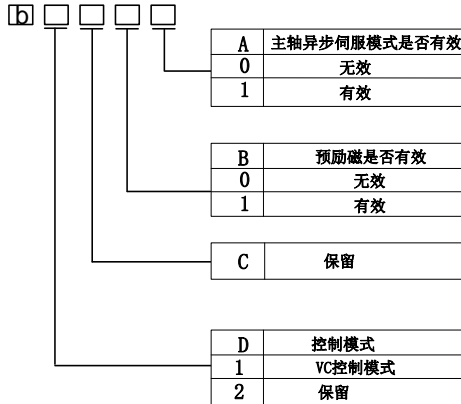 b
A 主轴异步伺服模式是否有效
0 无效
1 有效
B 预励磁是否有效
0 无效
1 有效
C 保留
D 控制模式
1 VC控制模式
2 保留